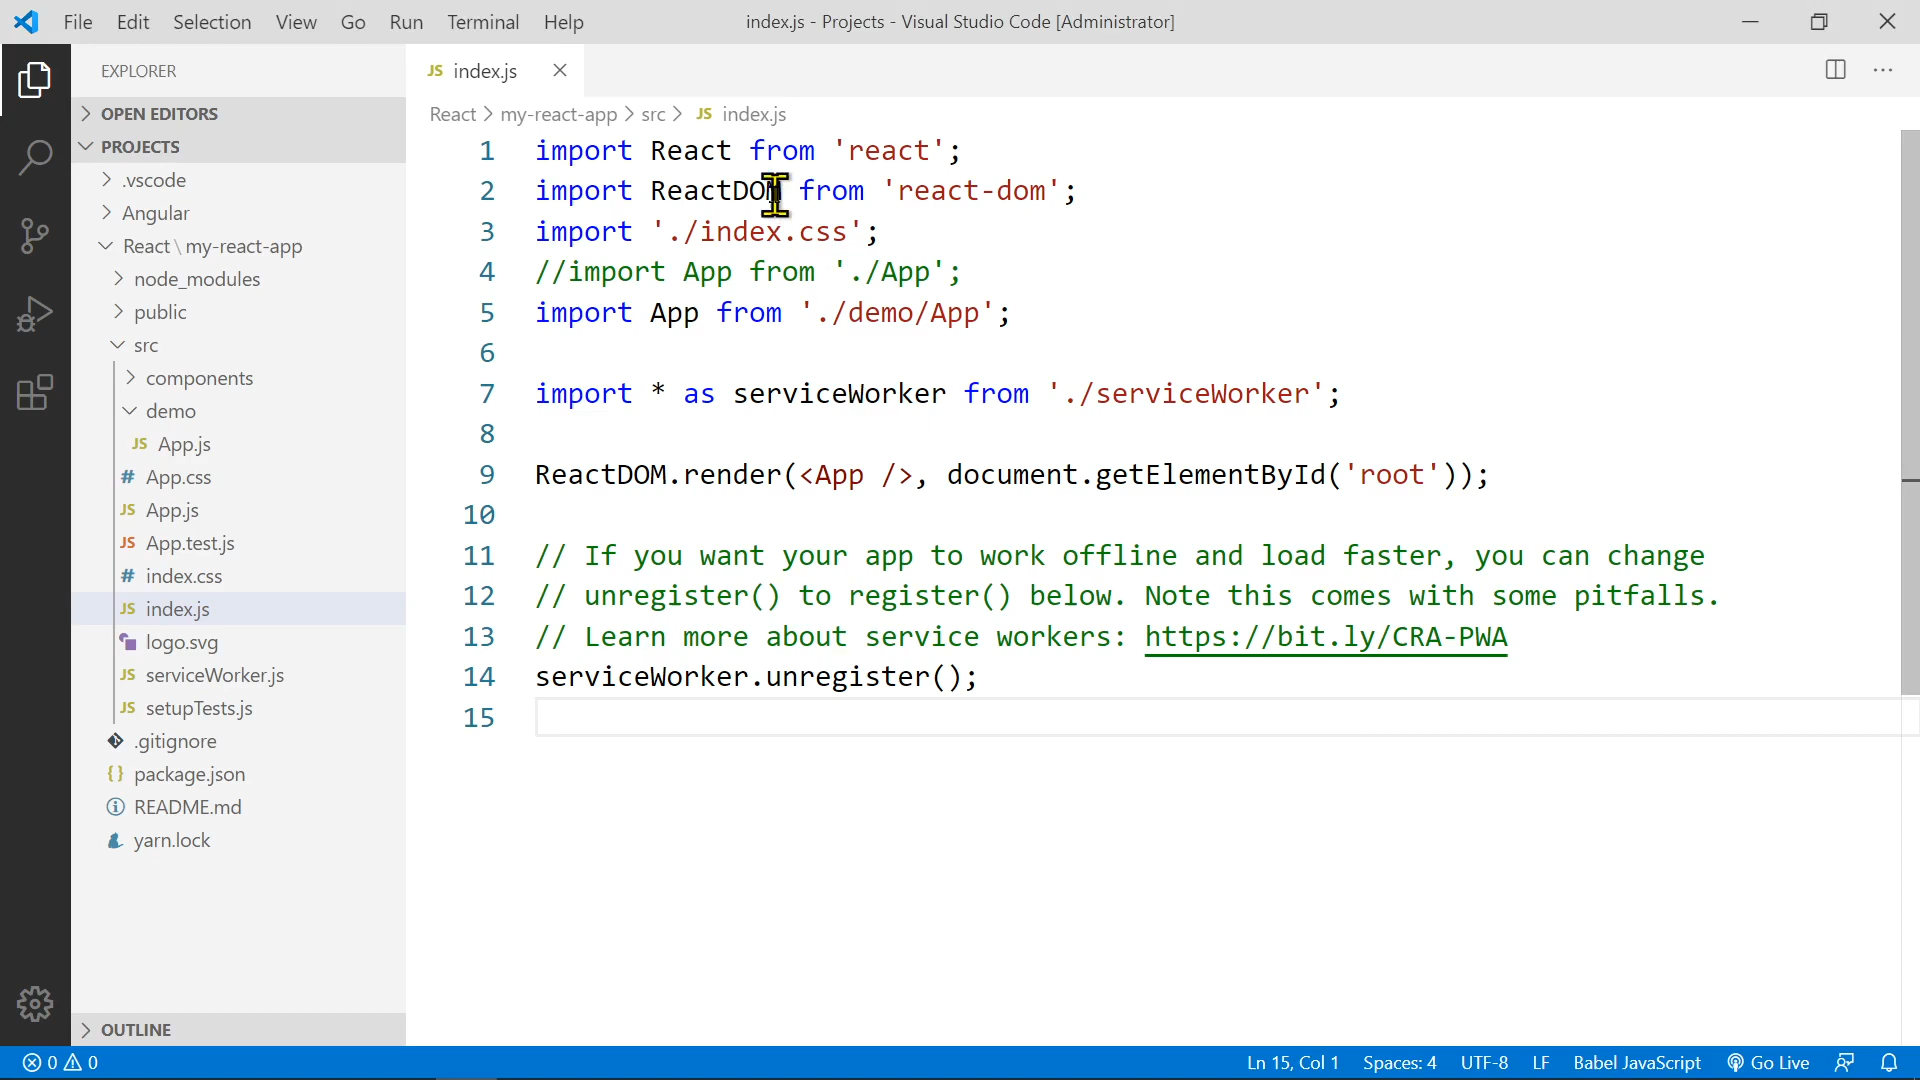 File Edit Selection View Go Run Terminal Help
index.js - Projects - Visual Studio Code [Administrator]
EXPLORER
OPEN EDITORS
PROJECTS
.vscode
Angular
React \ my-react-app
node_modules
public
src
components
demo
JS App.js
# App.css
JS App.js
JS App.test.js
# index.css
JS index.js
logo.svg
JS serviceWorker.js
JS setupTests.js
.gitignore
{} package.json
README.md
yarn.lock
OUTLINE
JS index.js
React > my-react-app > src > JS index.js
1 import React from 'react';
2 import ReactDOM from 'react-dom';
3 import './index.css';
4 //import App from './App';
5 import App from './demo/App';
6
7 import * as serviceWorker from './serviceWorker';
8
9 ReactDOM.render(<App />, document.getElementById('root'));
10
11 // If you want your app to work offline and load faster, you can change
12 // unregister() to register() below. Note this comes with some pitfalls.
13 // Learn more about service workers: https://bit.ly/CRA-PWA
14 serviceWorker.unregister();
15
0 0
Ln 15, Col 1 Spaces: 4 UTF-8 LF Babel JavaScript Go Live